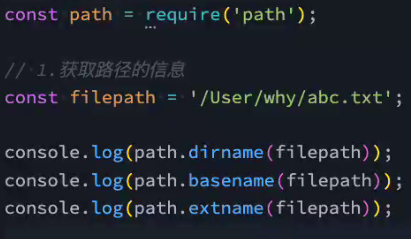 const path = require('path');
// 1.获取路径的信息
const filepath = '/User/why/abc.txt';
console.log(path.dirname(filepath));
console.log(path.basename(filepath));
console.log(path.extname(filepath));